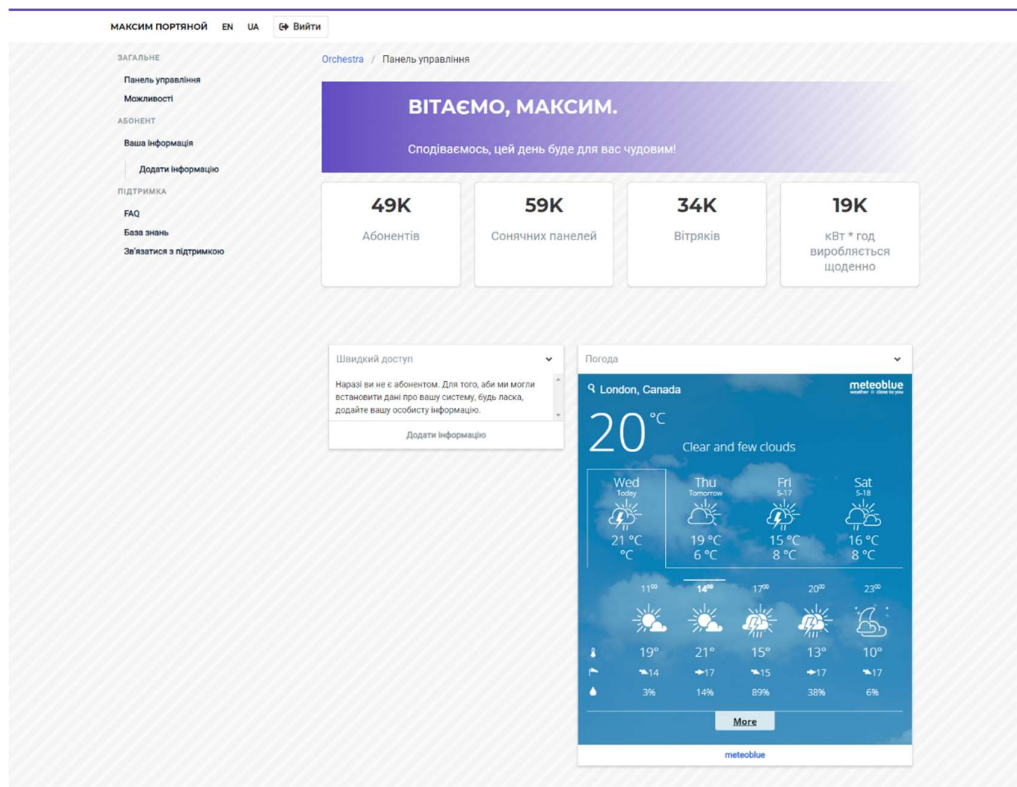 МАКСИМ ПОРТЯНОЙ EN UA Вийти
ЗАГАЛЬНЕ
Панель управління
Можливості
АБОНЕНТ
Ваша інформація
Додати інформацію
ПІДТРИМКА
FAQ
База знань
Зв'язатися з підтримкою
Orchestra / Панель управління
ВІТАЄМО, МАКСИМ.
Сподіваємось, цей день буде для вас чудовим!
49K
Абонентів
59K
Сонячних панелей
34K
Вітряків
19K
кВт * год
виробляється
щоденно
Швидкий доступ
Наразі ви не є абонентом. Для того, аби ми могли
встановити дані про вашу систему, будь ласка,
додайте вашу особисту інформацію.
Додати інформацію
Погода
London, Canada
meteoblue
weather ☼ close to you
20 °C
Clear and few clouds
Wed Thu Fri Sat
Today Tomorrow 5-17 5-18
21 °C 19 °C 15 °C 16 °C
°C 6 °C 8 °C 8 °C
11⁰⁰ 14⁰⁰ 17⁰⁰ 20⁰⁰ 23⁰⁰
19° 21° 15° 13° 10°
14 17 15 17 17
3% 14% 89% 38% 6%
More
meteoblue